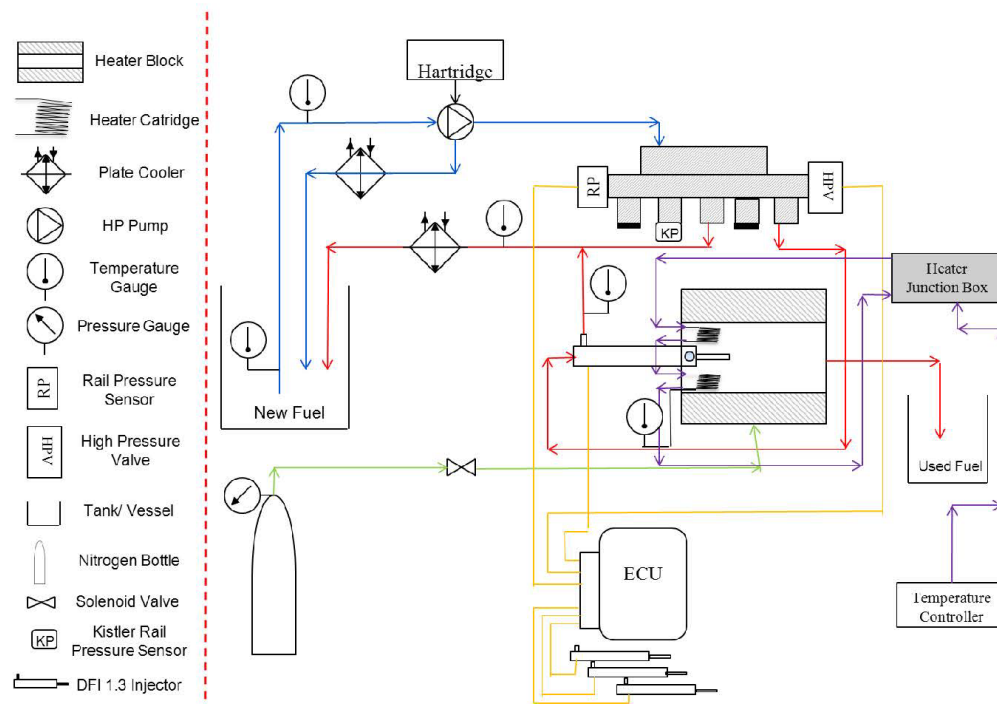 Heater Block
Heater Catridge
Plate Cooler
HP Pump
Temperature
Gauge
Pressure Gauge
RP
Rail Pressure
Sensor
HPV
High Pressure
Valve
Tank/ Vessel
Nitrogen Bottle
Solenoid Valve
KP
Kistler Rail
Pressure Sensor
DFI 1.3 Injector
Hartridge
RP
HPV
KP
Heater
Junction Box
New Fuel
Used Fuel
ECU
Temperature
Controller